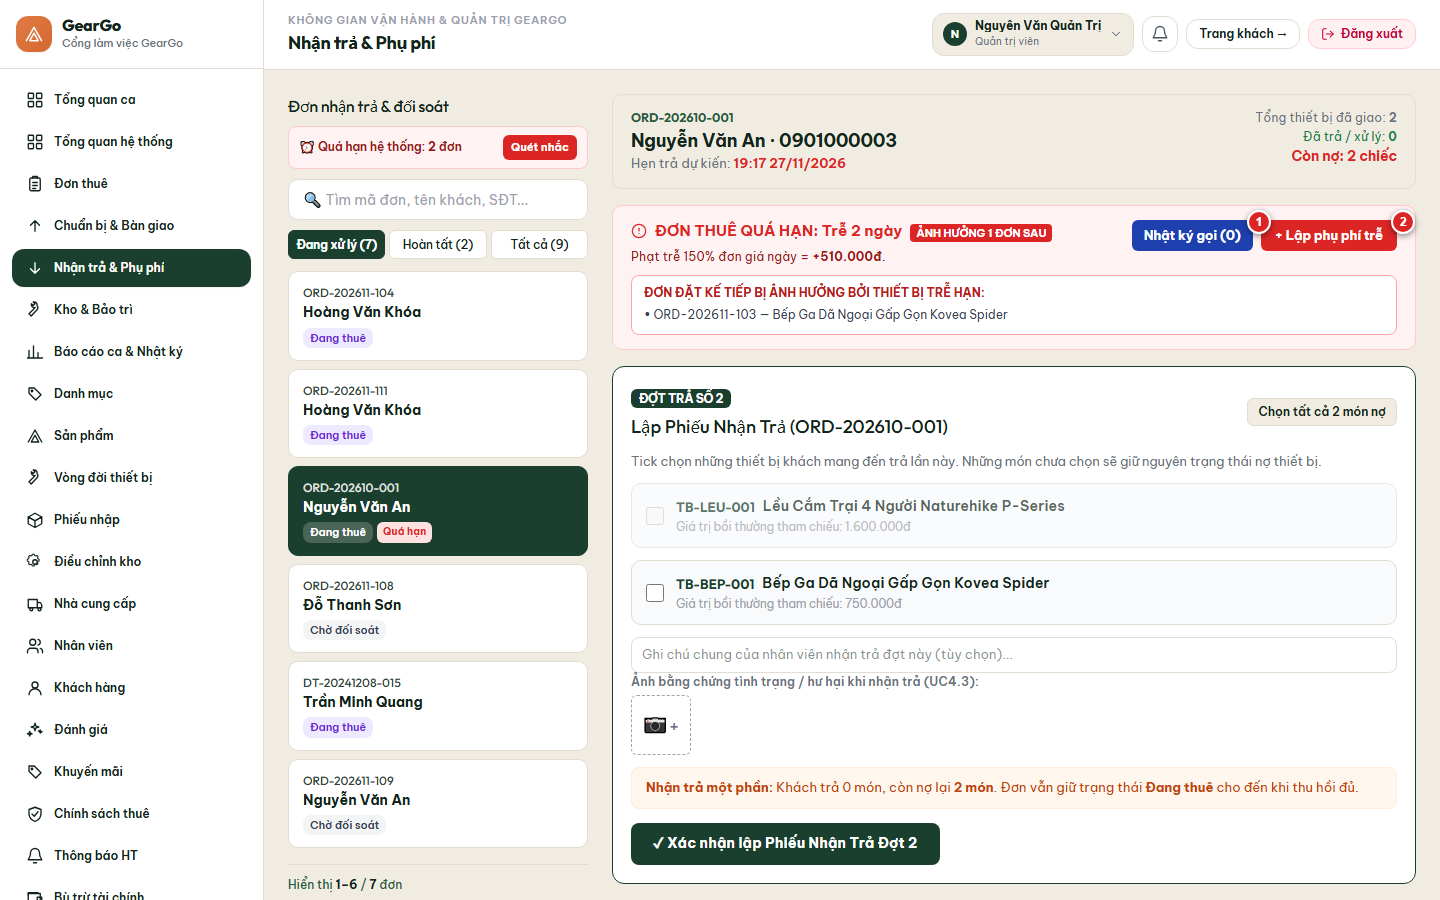 GearGo
Cổng làm việc GearGo
Tổng quan ca
Tổng quan hệ thống
Đơn thuê
Chuẩn bị & Bàn giao
Nhận trả & Phụ phí
Kho & Bảo trì
Báo cáo ca & Nhật ký
Danh mục
Sản phẩm
Vòng đời thiết bị
Phiếu nhập
Điều chỉnh kho
Nhà cung cấp
Nhân viên
Khách hàng
Đánh giá
Khuyến mãi
Chính sách thuê
Thông báo HT
Bù trừ tài chính
KHÔNG GIAN VẬN HÀNH & QUẢN TRỊ GEARGO
Nhận trả & Phụ phí
N
Nguyễn Văn Quản Trị
Quản trị viên
Trang khách →
Đăng xuất
Đơn nhận trả & đối soát
Quá hạn hệ thống: 2 đơn
Quét nhắc
Tìm mã đơn, tên khách, SĐT...
Đang xử lý (7)
Hoàn tất (2)
Tất cả (9)
ORD-202611-104
Hoàng Văn Khóa
Đang thuê
ORD-202611-111
Hoàng Văn Khóa
Đang thuê
ORD-202610-001
Nguyễn Văn An
Đang thuê
Quá hạn
ORD-202611-108
Đỗ Thanh Sơn
Chờ đối soát
DT-20241208-015
Trần Minh Quang
Đang thuê
ORD-202611-109
Nguyễn Văn An
Chờ đối soát
Hiển thị 1–6 / 7 đơn
ORD-202610-001
Nguyễn Văn An · 0901000003
Hẹn trả dự kiến: 19:17 27/11/2026
Tổng thiết bị đã giao: 2
Đã trả / xử lý: 0
Còn nợ: 2 chiếc
ĐƠN THUÊ QUÁ HẠN: Trễ 2 ngày
ẢNH HƯỞNG 1 ĐƠN SAU
Phạt trễ 150% đơn giá ngày = +510.000đ.
Nhật ký gọi (0)
1
+ Lập phụ phí trễ
2
ĐƠN ĐẶT KẾ TIẾP BỊ ẢNH HƯỞNG BỞI THIẾT BỊ TRỄ HẠN:
• ORD-202611-103 — Bếp Ga Dã Ngoại Gấp Gọn Kovea Spider
ĐỢT TRẢ SỐ 2
Lập Phiếu Nhận Trả (ORD-202610-001)
Chọn tất cả 2 món nợ
Tick chọn những thiết bị khách mang đến trả lần này. Những món chưa chọn sẽ giữ nguyên trạng thái nợ thiết bị.
TB-LEU-001 Lều Cắm Trại 4 Người Naturehike P-Series
Giá trị bồi thường tham chiếu: 1.600.000đ
TB-BEP-001 Bếp Ga Dã Ngoại Gấp Gọn Kovea Spider
Giá trị bồi thường tham chiếu: 750.000đ
Ghi chú chung của nhân viên nhận trả đợt này (tùy chọn)...
Ảnh bằng chứng tình trạng / hư hại khi nhận trả (UC4.3):
+
Nhận trả một phần: Khách trả 0 món, còn nợ lại 2 món. Đơn vẫn giữ trạng thái Đang thuê cho đến khi thu hồi đủ.
✓ Xác nhận lập Phiếu Nhận Trả Đợt 2